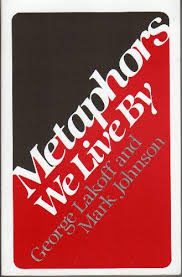 Metaphors
We Live By
George Lakoff and
Mark Johnson